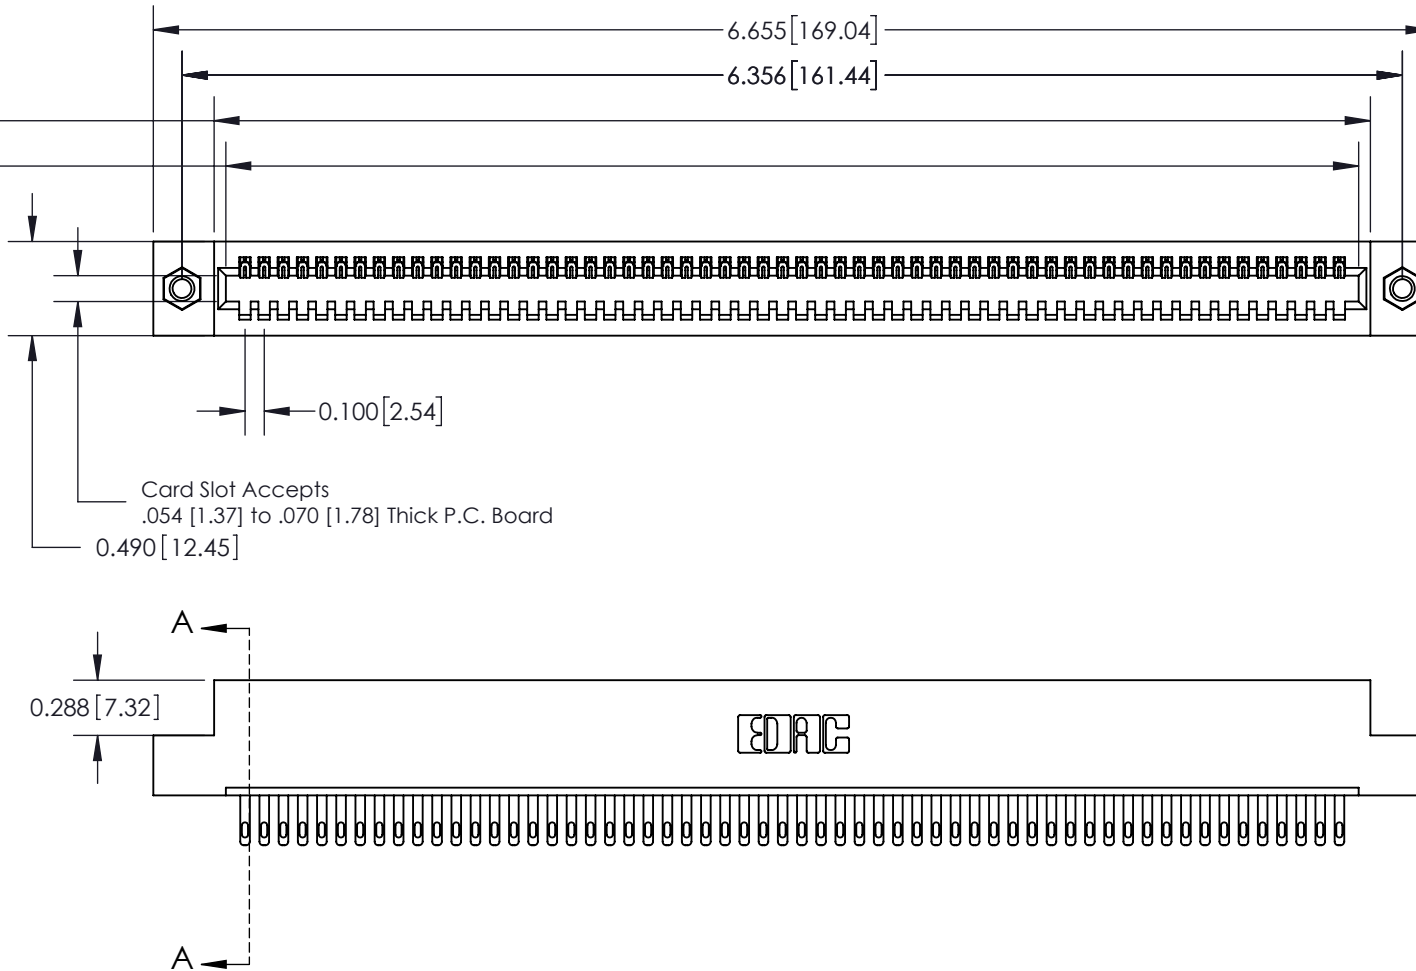 6.655[169.04]
6.356[161.44]
0.100[2.54]
Card Slot Accepts
.054 [1.37] to .070 [1.78] Thick P.C. Board
0.490[12.45]
A
0.288[7.32]
EDAC
A